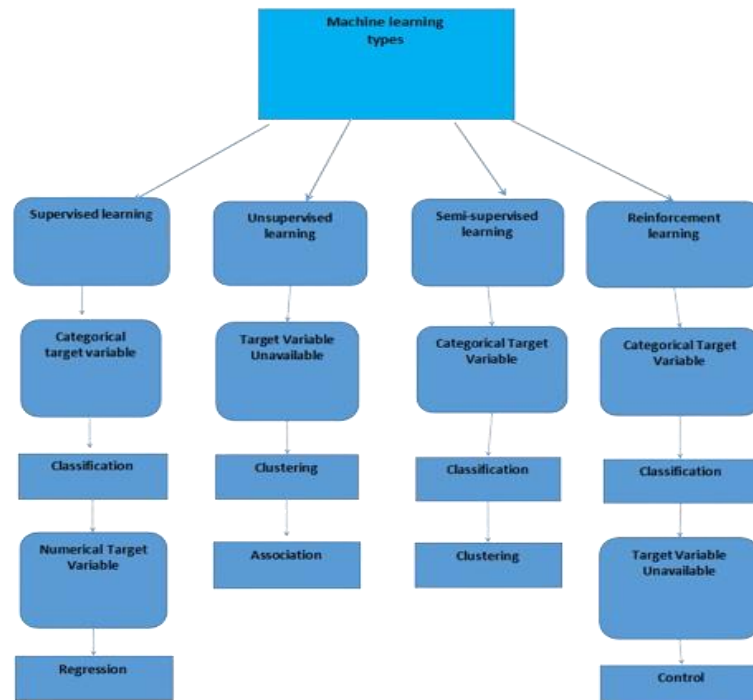 Machine learning
types
Supervised learning
Unsupervised
learning
Semi-supervised
learning
Reinforcement
learning
Categorical
target variable
Target Variable
Unavailable
Categorical Target
Variable
Categorical Target
Variable
Classification
Clustering
Classification
Classification
Numerical Target
Variable
Association
Clustering
Target Variable
Unavailable
Regression
Control